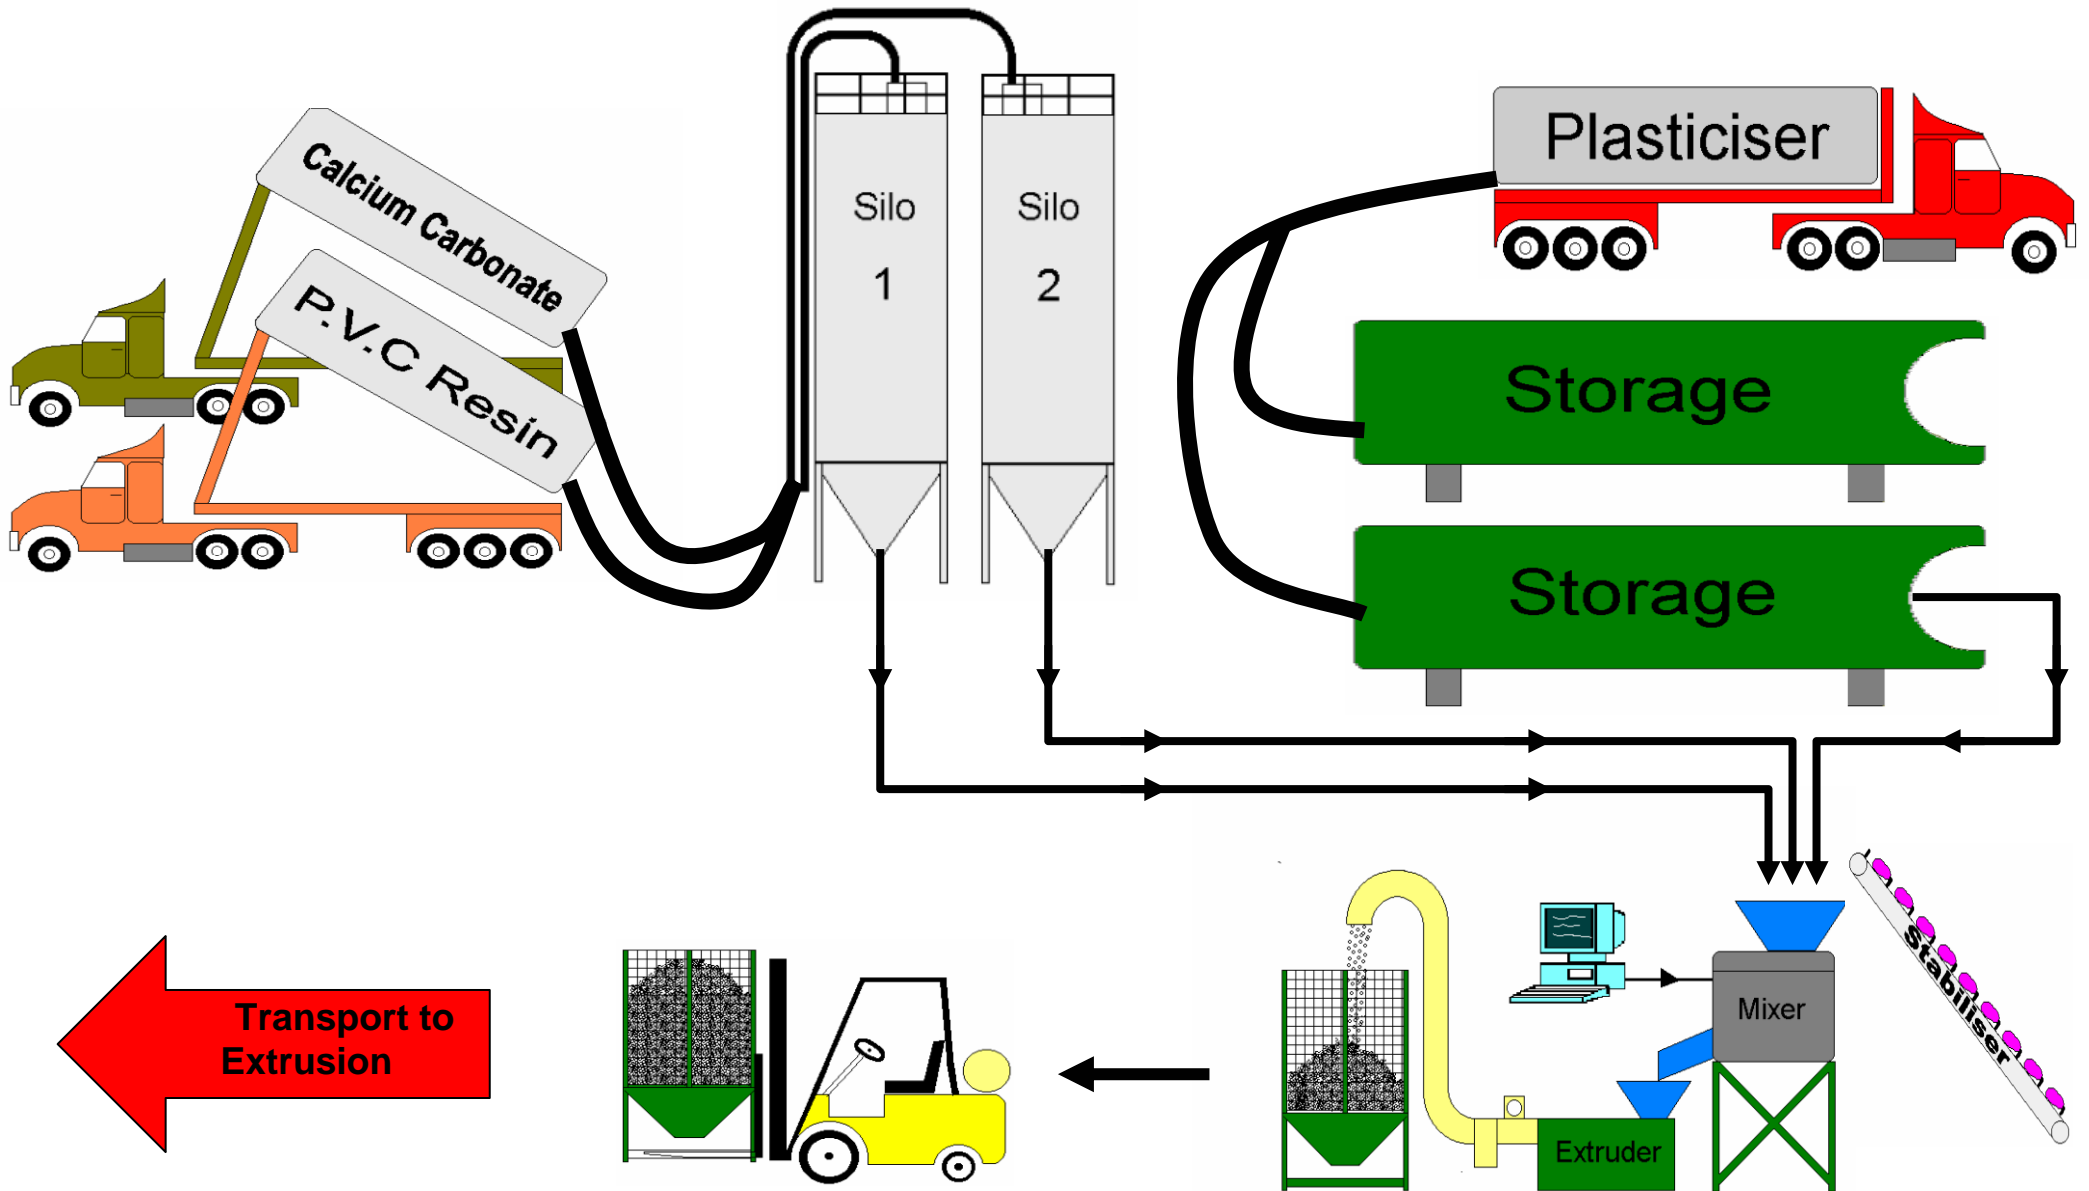 Calcium Carbonate
P.V.C Resin
Silo
1
Silo
2
Plasticiser
Storage
Storage
Stabiliser
Mixer
Extruder
Transport to
Extrusion